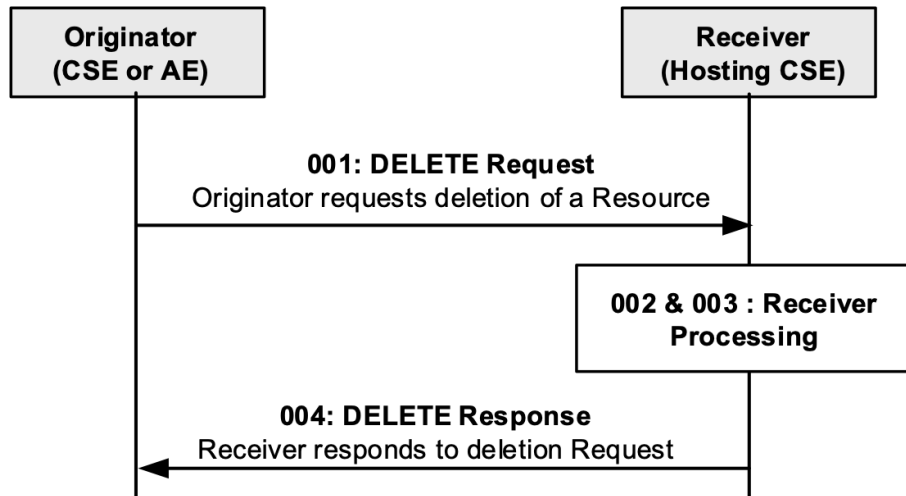 Originator
(CSE or AE)
Receiver
(Hosting CSE)
001: DELETE Request
Originator requests deletion of a Resource
002 & 003 : Receiver
Processing
004: DELETE Response
Receiver responds to deletion Request